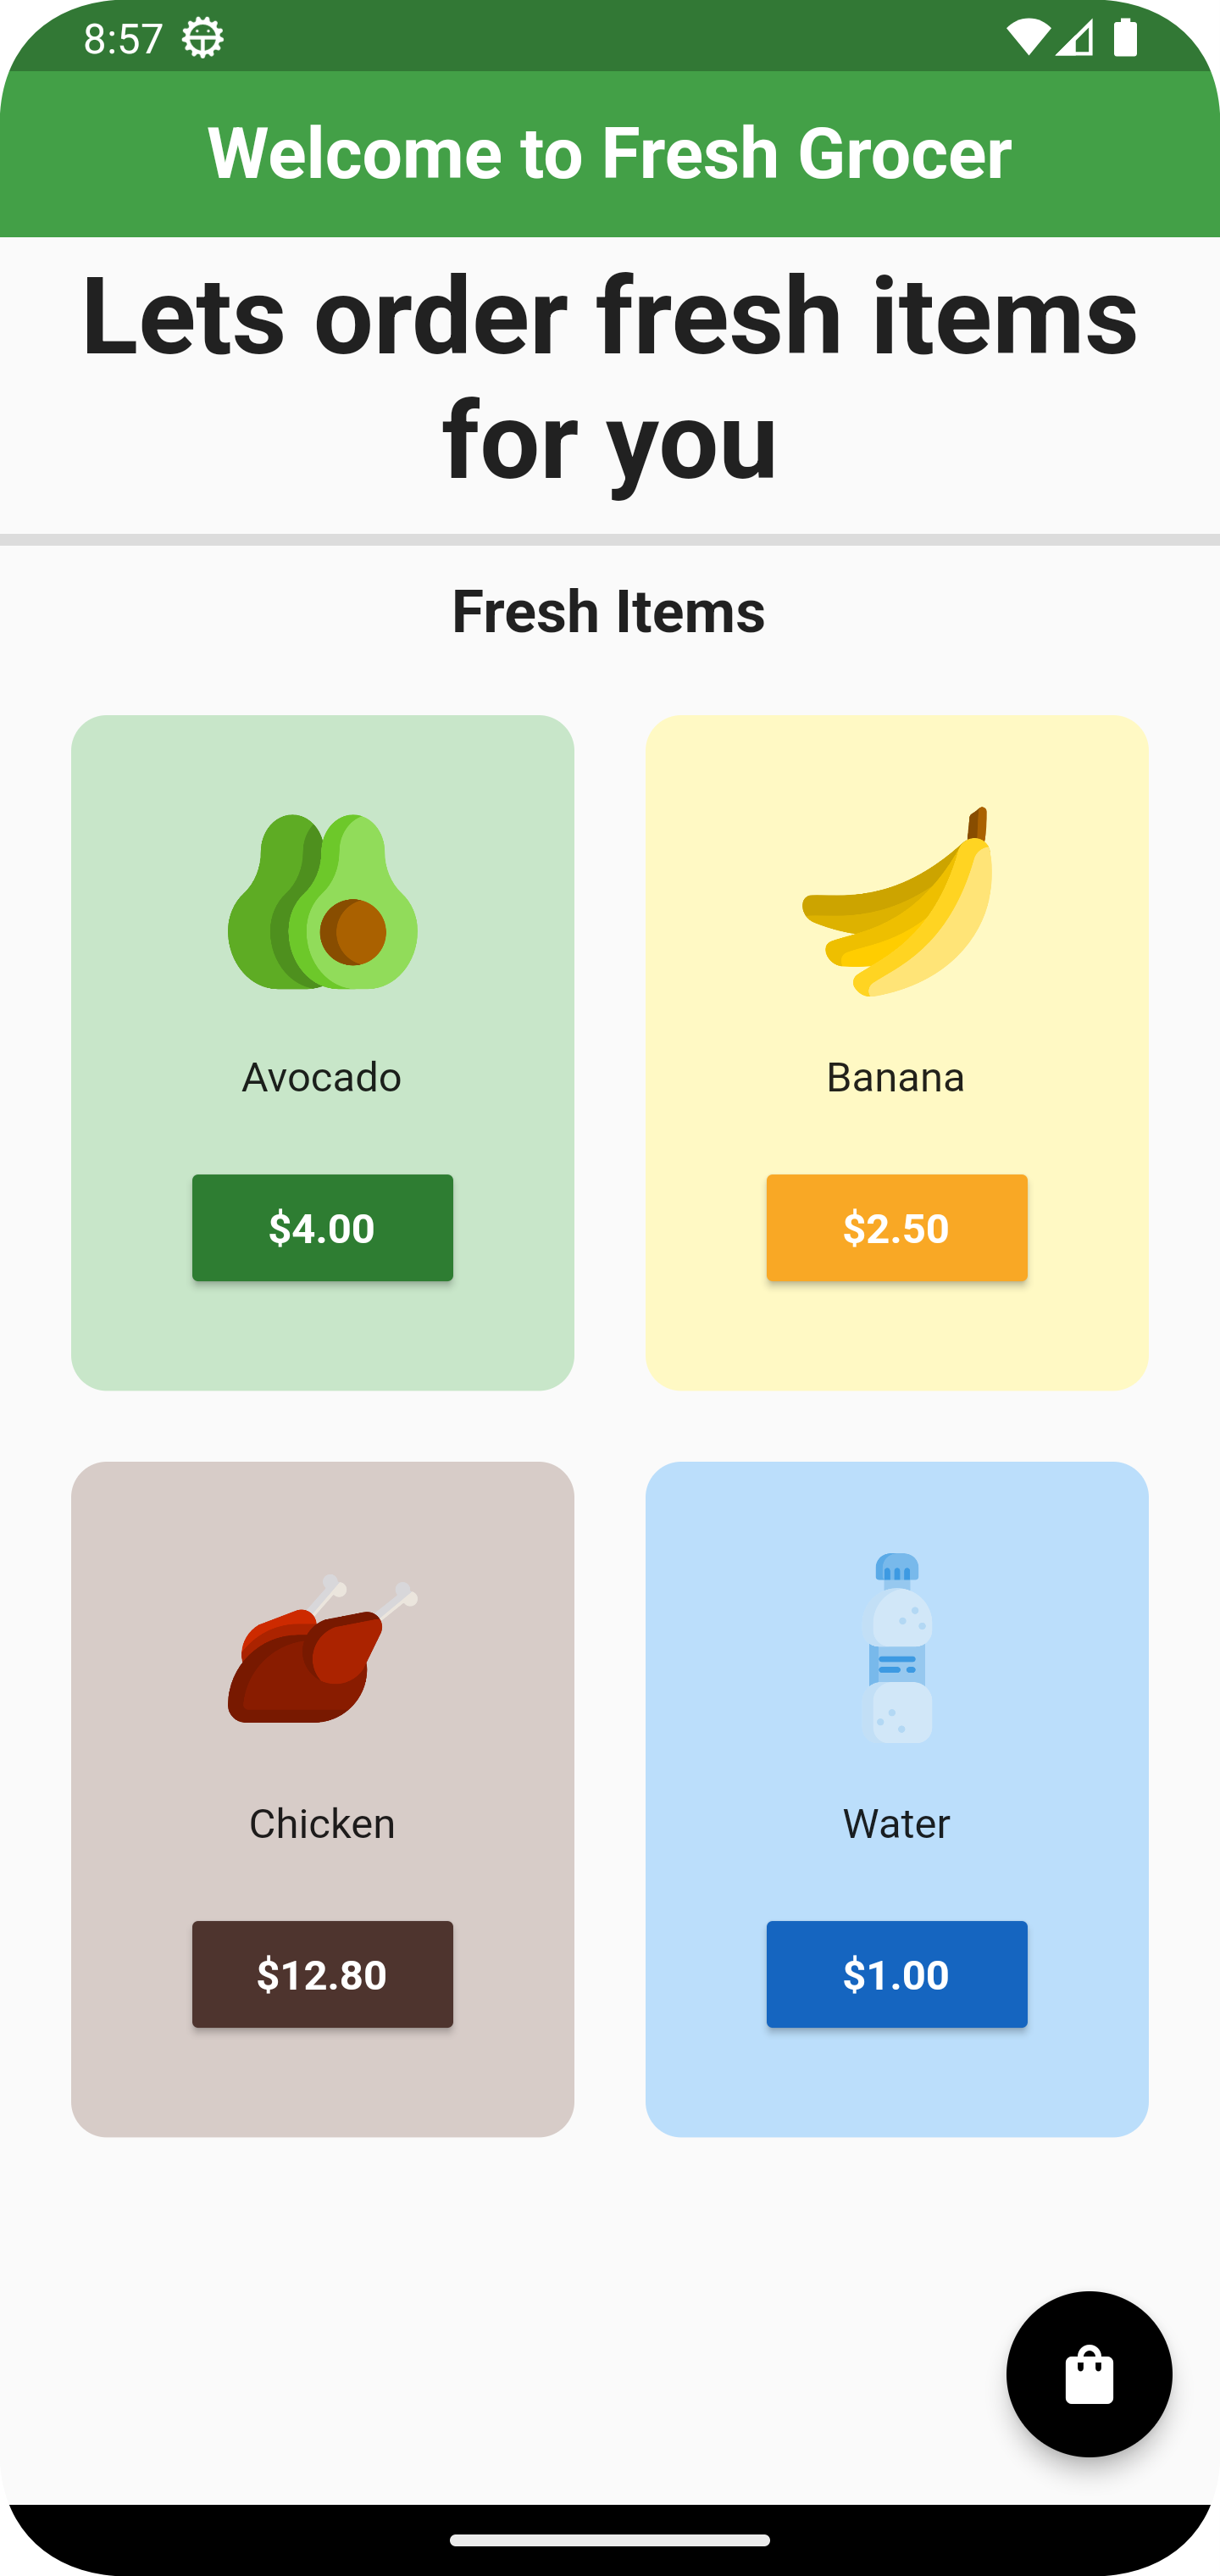 8:57
Welcome to Fresh Grocer
Lets order fresh items
for you
Fresh Items
Avocado
Banana
$4.00
$2.50
Chicken
Water
$12.80
$1.00